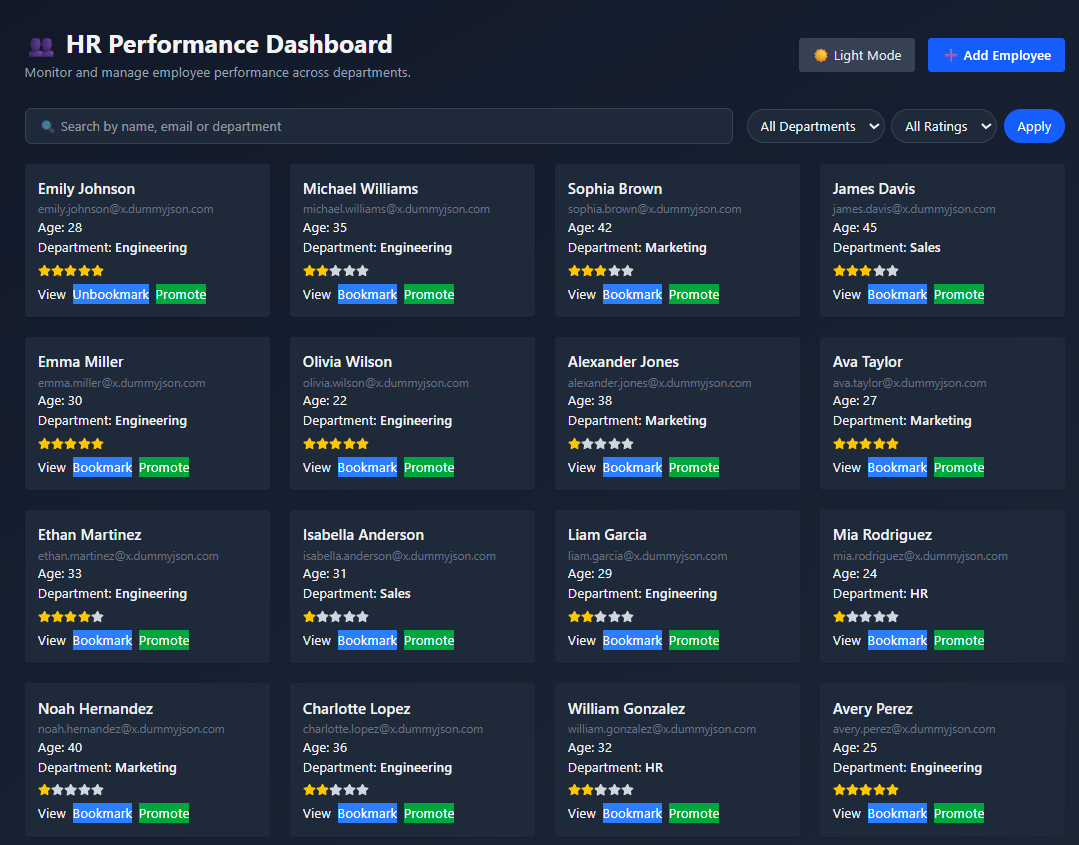 HR Performance Dashboard
Monitor and manage employee performance across departments.
Light Mode
Add Employee
Search by name, email or department
All Departments
All Ratings
Apply
Emily Johnson
emily.johnson@x.dummyjson.com
Age: 28
Department: Engineering
View Unbookmark Promote
Michael Williams
michael.williams@x.dummyjson.com
Age: 35
Department: Engineering
View Bookmark Promote
Sophia Brown
sophia.brown@x.dummyjson.com
Age: 42
Department: Marketing
View Bookmark Promote
James Davis
james.davis@x.dummyjson.com
Age: 45
Department: Sales
View Bookmark Promote
Emma Miller
emma.miller@x.dummyjson.com
Age: 30
Department: Engineering
View Bookmark Promote
Olivia Wilson
olivia.wilson@x.dummyjson.com
Age: 22
Department: Engineering
View Bookmark Promote
Alexander Jones
alexander.jones@x.dummyjson.com
Age: 38
Department: Marketing
View Bookmark Promote
Ava Taylor
ava.taylor@x.dummyjson.com
Age: 27
Department: Marketing
View Bookmark Promote
Ethan Martinez
ethan.martinez@x.dummyjson.com
Age: 33
Department: Engineering
View Bookmark Promote
Isabella Anderson
isabella.anderson@x.dummyjson.com
Age: 31
Department: Sales
View Bookmark Promote
Liam Garcia
liam.garcia@x.dummyjson.com
Age: 29
Department: Engineering
View Bookmark Promote
Mia Rodriguez
mia.rodriguez@x.dummyjson.com
Age: 24
Department: HR
View Bookmark Promote
Noah Hernandez
noah.hernandez@x.dummyjson.com
Age: 40
Department: Marketing
View Bookmark Promote
Charlotte Lopez
charlotte.lopez@x.dummyjson.com
Age: 36
Department: Engineering
View Bookmark Promote
William Gonzalez
william.gonzalez@x.dummyjson.com
Age: 32
Department: HR
View Bookmark Promote
Avery Perez
avery.perez@x.dummyjson.com
Age: 25
Department: Engineering
View Bookmark Promote